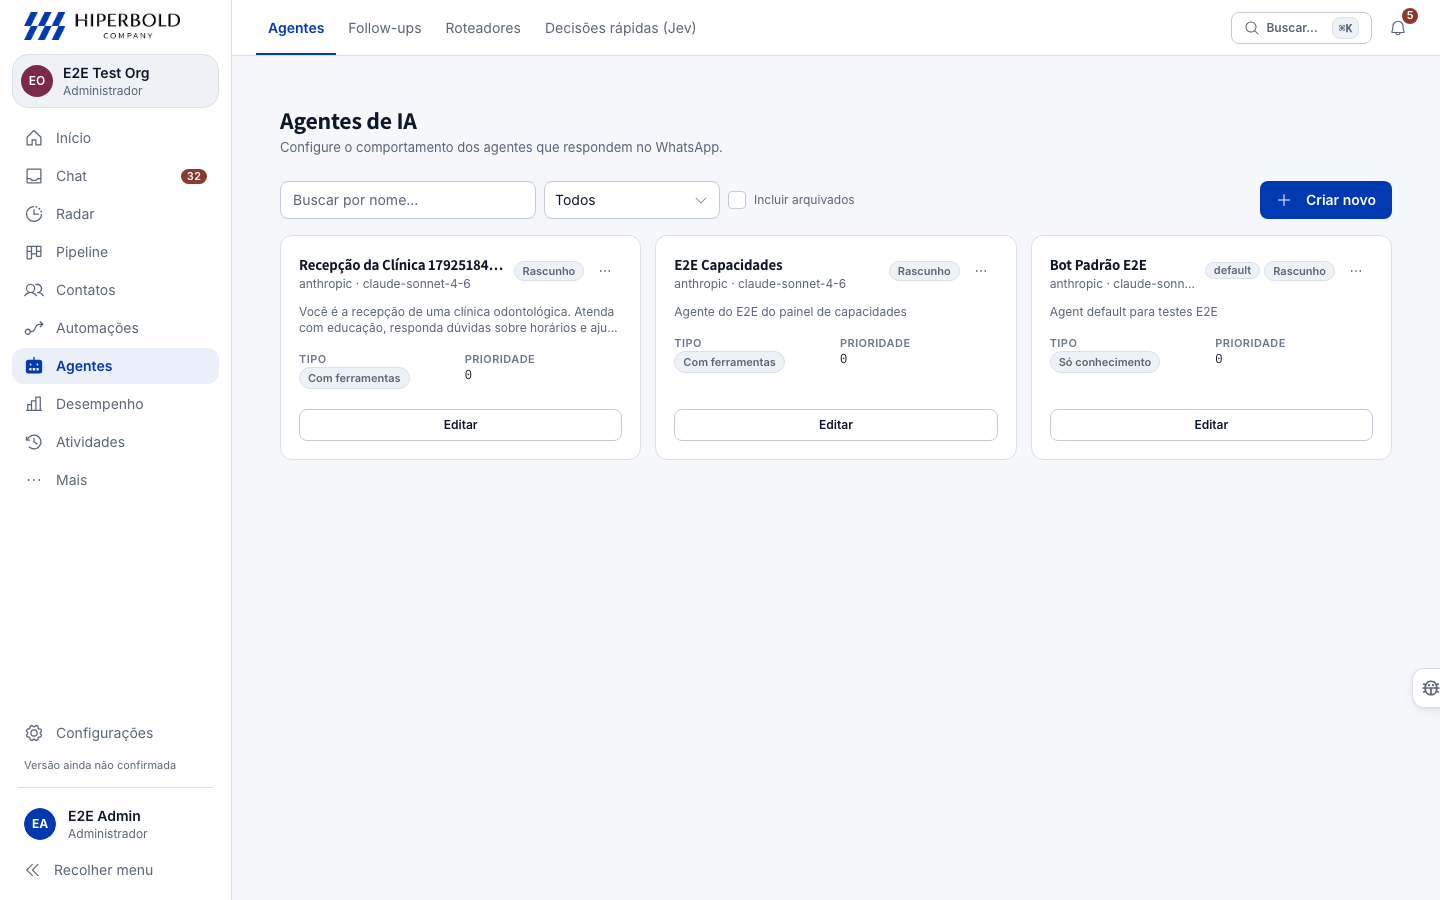 HIPERBOLD
COMPANY
EO
E2E Test Org
Administrador
Início
Chat
32
Radar
Pipeline
Contatos
Automações
Agentes
Desempenho
Atividades
Mais
Configurações
Versão ainda não confirmada
EA
E2E Admin
Administrador
Recolher menu
Agentes
Follow-ups
Roteadores
Decisões rápidas (Jev)
Buscar...
⌘K
5
Agentes de IA
Configure o comportamento dos agentes que respondem no WhatsApp.
Buscar por nome...
Todos
Incluir arquivados
Criar novo
Recepção da Clínica 17925184...
Rascunho
anthropic · claude-sonnet-4-6
Você é a recepção de uma clínica odontológica. Atenda
com educação, responda dúvidas sobre horários e aju...
TIPO
PRIORIDADE
Com ferramentas
0
Editar
E2E Capacidades
Rascunho
anthropic · claude-sonnet-4-6
Agente do E2E do painel de capacidades
TIPO
PRIORIDADE
Com ferramentas
0
Editar
Bot Padrão E2E
default
Rascunho
anthropic · claude-sonn...
Agent default para testes E2E
TIPO
PRIORIDADE
Só conhecimento
0
Editar